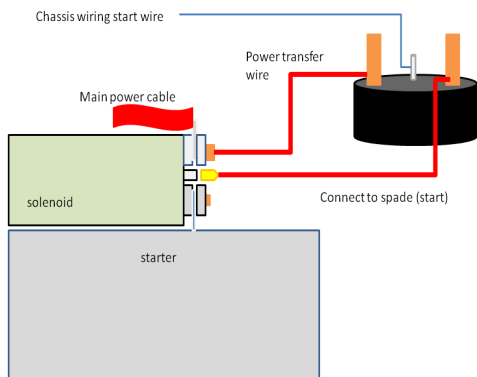 Chassis wiring start wire
Power transfer
wire
Main power cable
solenoid
Connect to spade (start)
starter